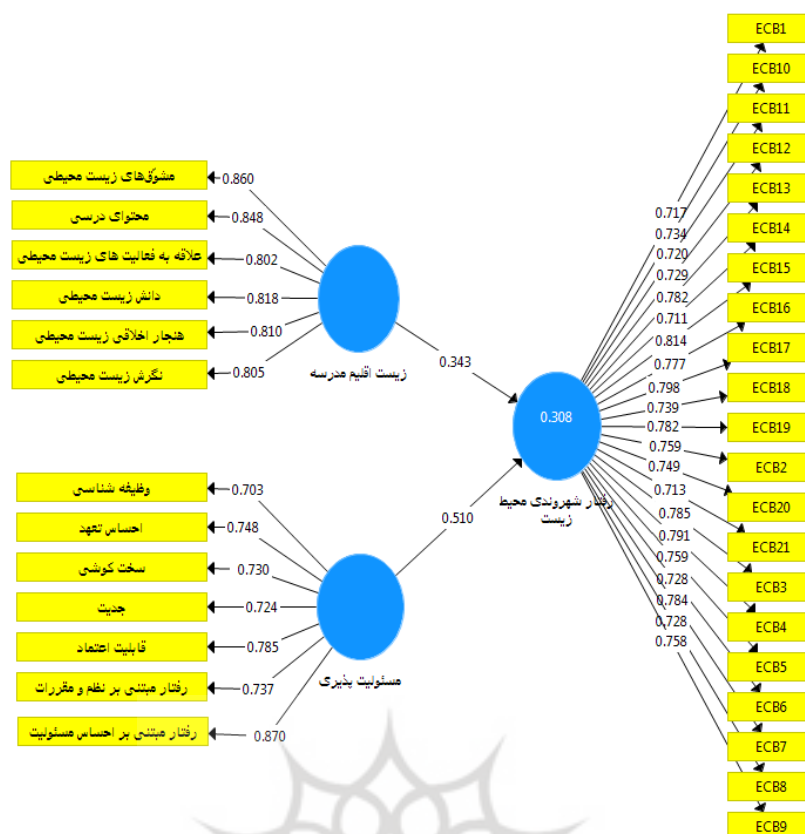 مشوق‌های زیست محیطی
0.860
محتوای درسی
0.848
علاقه به فعالیت های زیست محیطی
0.802
دانش زیست محیطی
0.818
هنجار اخلاقی زیست محیطی
0.810
نگرش زیست محیطی
0.805
زیست اقلیم مدرسه
0.343
وظیفه شناسی
0.703
احساس تعهد
0.748
سخت کوشی
0.730
جدیت
0.724
قابلیت اعتماد
0.785
رفتار مبتنی بر نظم و مقررات
0.737
رفتار مبتنی بر احساس مسئولیت
0.870
مسئولیت پذیری
0.510
0.308
رفتار شهروندی محیط
زیست
0.717
0.734
0.720
0.729
0.782
0.711
0.814
0.777
0.798
0.739
0.782
0.759
0.749
0.713
0.785
0.791
0.759
0.728
0.784
0.728
0.758
ECB1
ECB10
ECB11
ECB12
ECB13
ECB14
ECB15
ECB16
ECB17
ECB18
ECB19
ECB2
ECB20
ECB21
ECB3
ECB4
ECB5
ECB6
ECB7
ECB8
ECB9